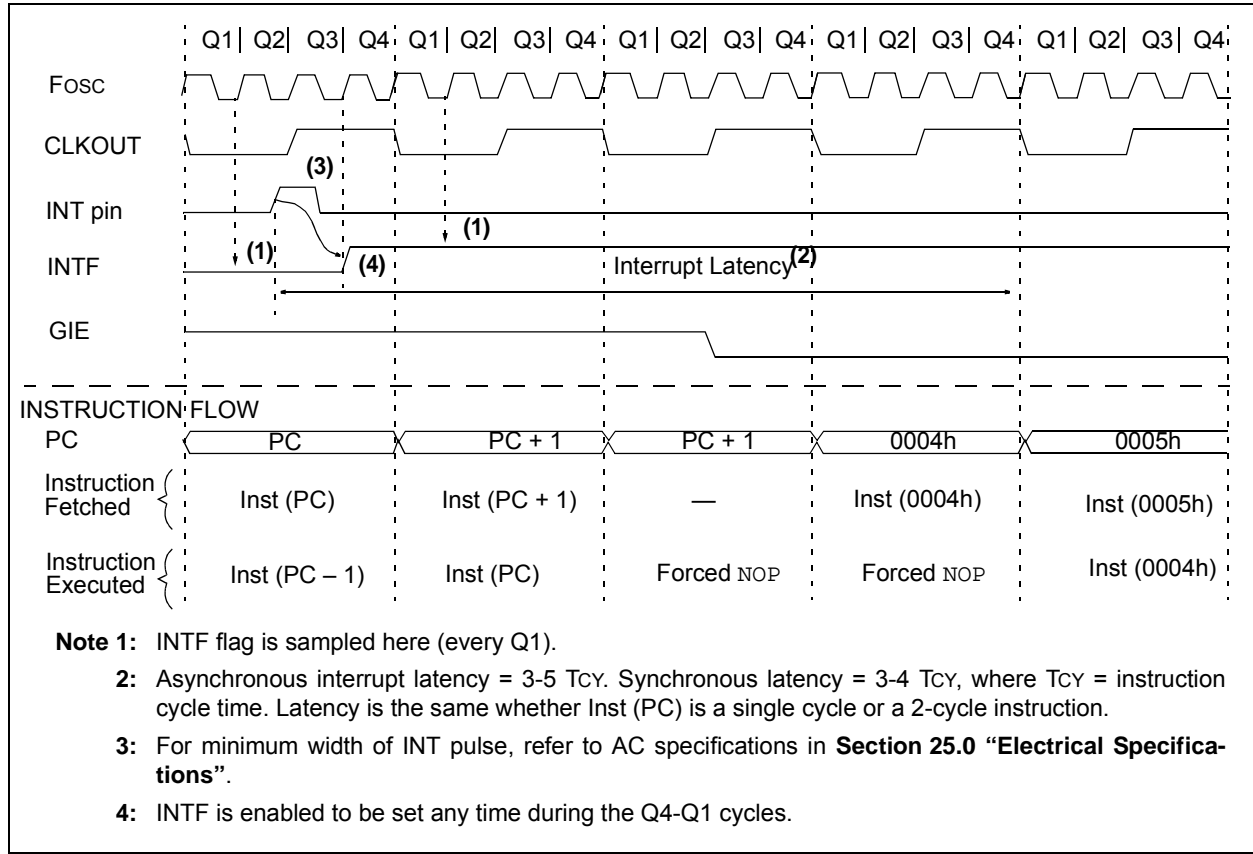 Q1| Q2| Q3| Q4 Q1| Q2| Q3| Q4 Q1| Q2| Q3| Q4 Q1| Q2| Q3| Q4 Q1| Q2| Q3| Q4
FOSC
CLKOUT
(3)
INT pin
(1) (1)
INTF (4) Interrupt Latency(2)
GIE
INSTRUCTION FLOW
PC PC PC + 1 PC + 1 0004h 0005h
Instruction Fetched Inst (PC) Inst (PC + 1) — Inst (0004h) Inst (0005h)
Instruction Executed Inst (PC – 1) Inst (PC) Forced NOP Forced NOP Inst (0004h)
Note 1: INTF flag is sampled here (every Q1).
2: Asynchronous interrupt latency = 3-5 TCY. Synchronous latency = 3-4 TCY, where TCY = instruction
cycle time. Latency is the same whether Inst (PC) is a single cycle or a 2-cycle instruction.
3: For minimum width of INT pulse, refer to AC specifications in Section 25.0 “Electrical Specifica-
tions”.
4: INTF is enabled to be set any time during the Q4-Q1 cycles.